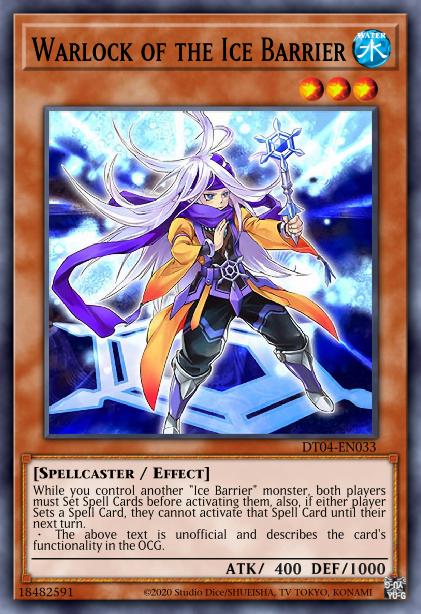 WARLOCK OF THE ICE BARRIER
WATER
水
DT04-EN033
[SPELLCASTER / EFFECT]
While you control another "Ice Barrier" monster, both players
must Set Spell Cards before activating them, also, if either player
Sets a Spell Card, they cannot activate that Spell Card until their
next turn.
· The above text is unofficial and describes the card's
functionality in the OCG.
ATK/ 400 DEF/1000
18482591
©2020 Studio Dice/SHUEISHA, TV TOKYO, KONAMI